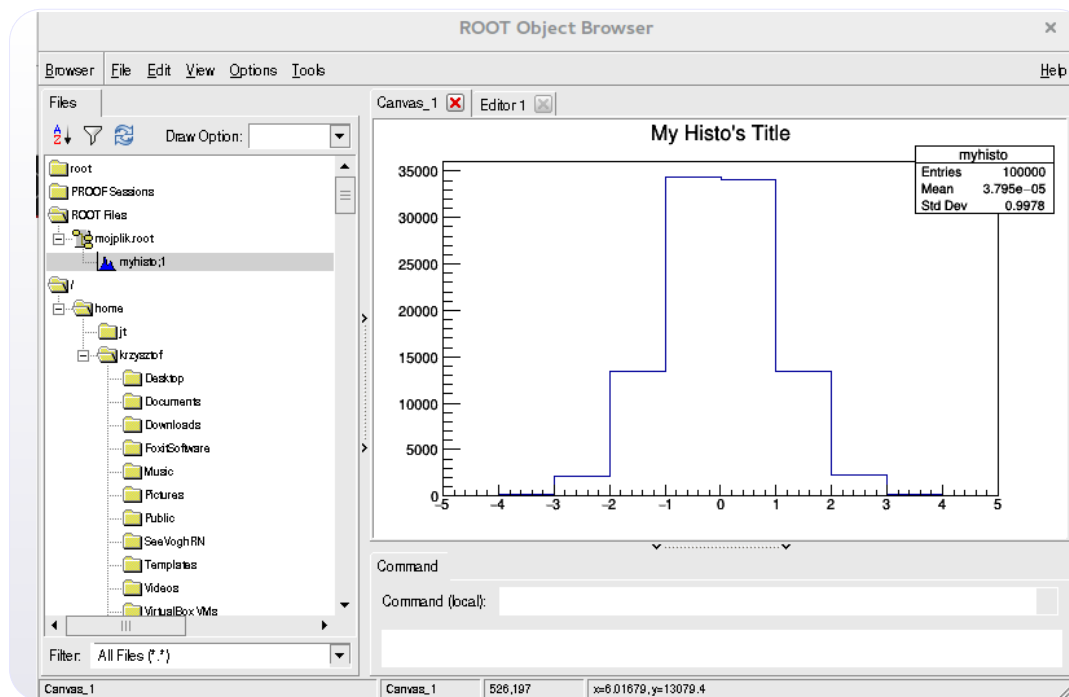 ROOT Object Browser
Browser File Edit View Options Tools Help
Files
Draw Option:
root
PROOF Sessions
ROOT Files
mojplik.root
myhisto;1
/
home
jt
krzysztof
Desktop
Documents
Downloads
FoxitSoftware
Music
Pictures
Public
SeeVoghRN
Templates
Videos
VirtualBox VMs
Filter: All Files (*.*)
Canvas_1 Editor 1
My Histo's Title
myhisto
Entries 100000
Mean 3.795e-05
Std Dev 0.9978
35000
30000
25000
20000
15000
10000
5000
0
-5 -4 -3 -2 -1 0 1 2 3 4 5
Command
Command (local):
Canvas_1 Canvas_1 526,197 x=6.01679, y=13079.4